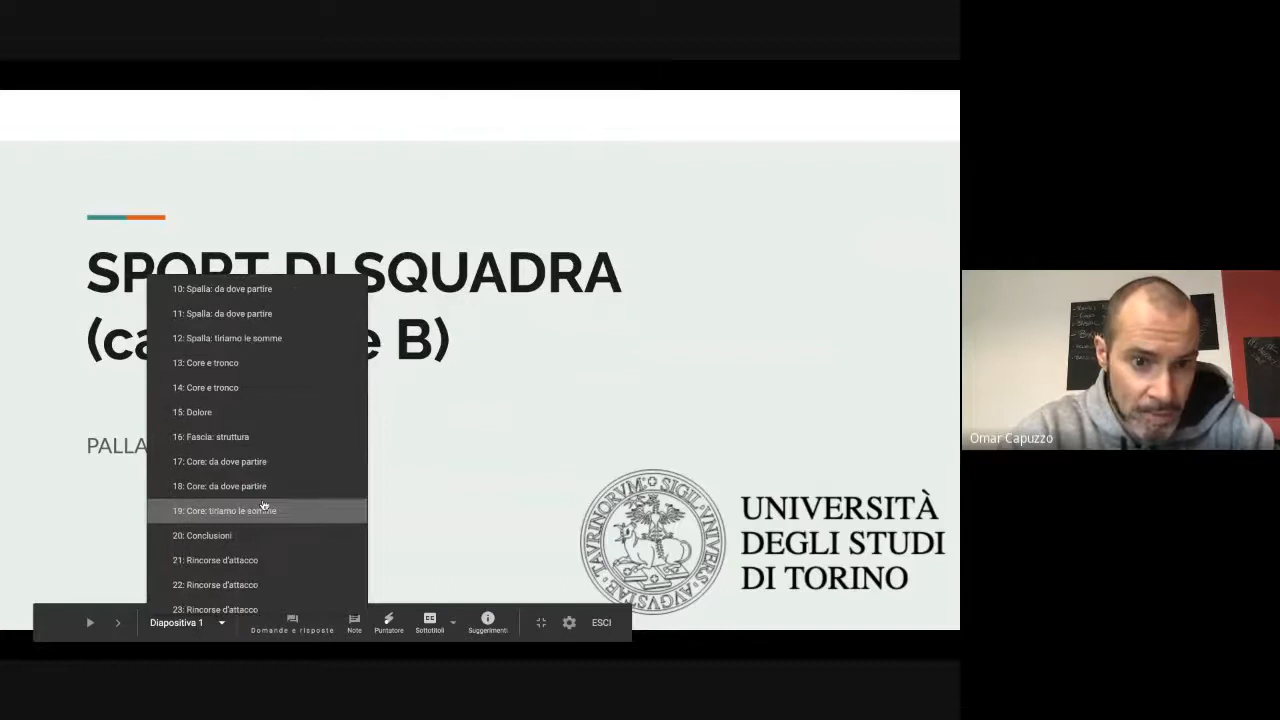 SPORT DI SQUADRA
(ca e B)
PALLA
10: Spalla: da dove partire
11: Spalla: da dove partire
12: Spalla: tiriamo le somme
13: Core e tronco
14: Core e tronco
15: Dolore
16: Fascia: struttura
17: Core: da dove partire
18: Core: da dove partire
19: Core: tiriamo le somme
20: Conclusioni
21: Rincorse d'attacco
22: Rincorse d'attacco
23: Rincorse d'attacco
Diapositiva 1
Domande e risposte
Note
Puntatore
CC
Sottotitoli
Suggerimenti
ESCI
UNIVERSITÀ
DEGLI STUDI
DI TORINO
Omar Capuzzo